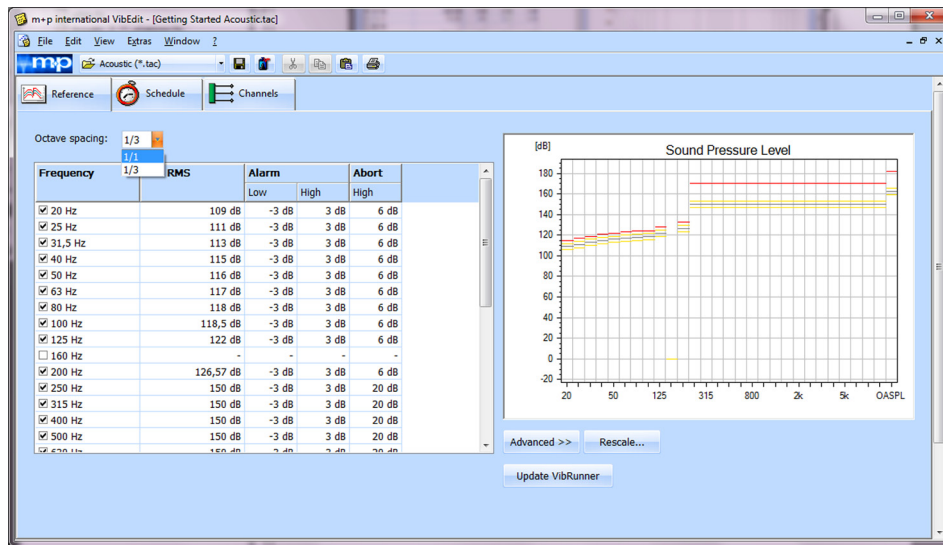 m+p international VibEdit - [Getting Started Acoustic.tac]
File Edit View Extras Window ?
mp Acoustic (*.tac)
Reference Schedule Channels
Octave spacing: 1/3
1/1
1/3
Frequency RMS Alarm Abort
Low High High
20 Hz 109 dB -3 dB 3 dB 6 dB
25 Hz 111 dB -3 dB 3 dB 6 dB
31,5 Hz 113 dB -3 dB 3 dB 6 dB
40 Hz 115 dB -3 dB 3 dB 6 dB
50 Hz 116 dB -3 dB 3 dB 6 dB
63 Hz 117 dB -3 dB 3 dB 6 dB
80 Hz 118 dB -3 dB 3 dB 6 dB
100 Hz 118,5 dB -3 dB 3 dB 6 dB
125 Hz 122 dB -3 dB 3 dB 6 dB
160 Hz - - - -
200 Hz 126,57 dB -3 dB 3 dB 6 dB
250 Hz 150 dB -3 dB 3 dB 20 dB
315 Hz 150 dB -3 dB 3 dB 20 dB
400 Hz 150 dB -3 dB 3 dB 20 dB
500 Hz 150 dB -3 dB 3 dB 20 dB
[dB] Sound Pressure Level
180
160
140
120
100
80
60
40
20
0
-20
20 50 125 315 800 2k 5k OASPL
Advanced >> Rescale...
Update VibRunner